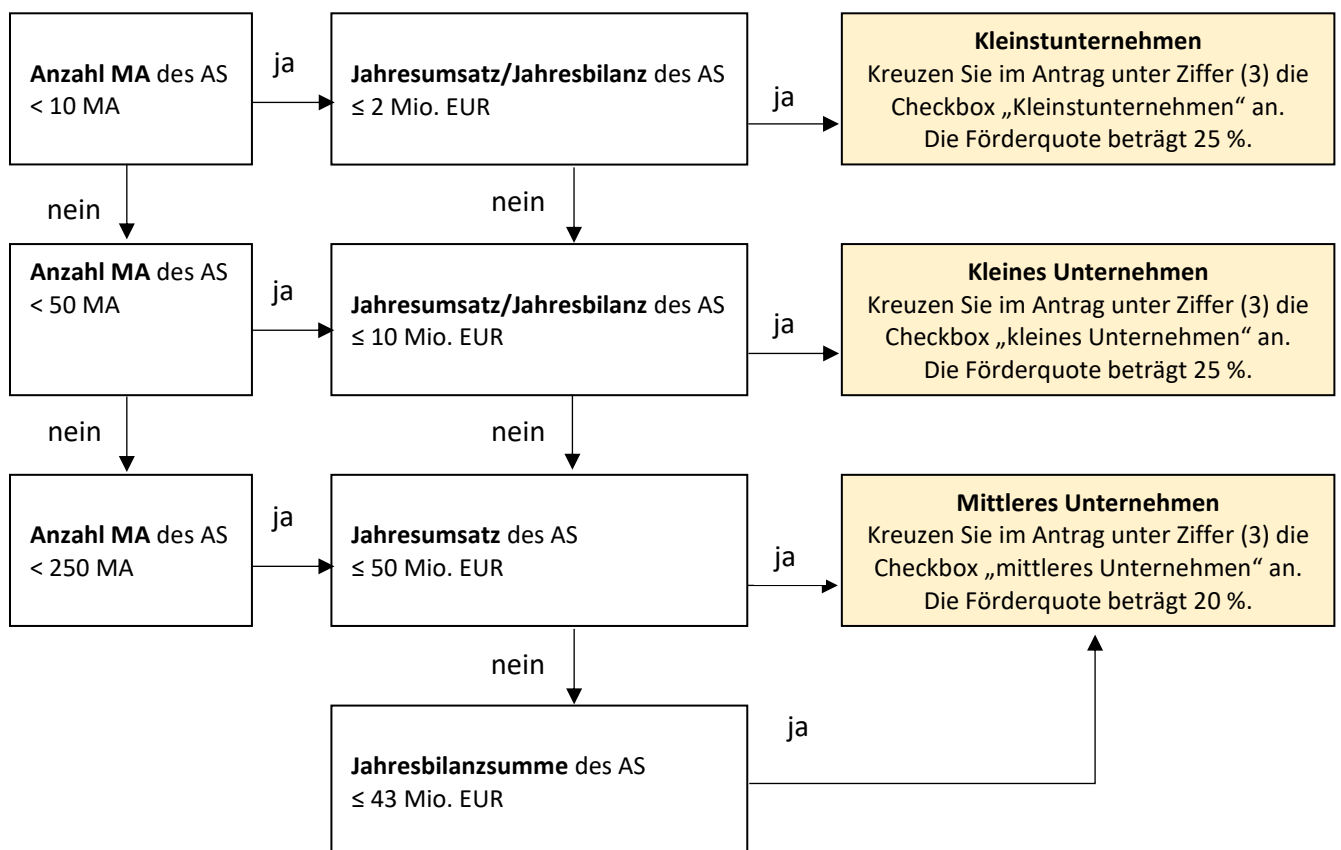 Anzahl MA des AS
< 10 MA
ja
Jahresumsatz/Jahresbilanz des AS
≤ 2 Mio. EUR
ja
Kleinstunternehmen
Kreuzen Sie im Antrag unter Ziffer (3) die
Checkbox „Kleinstunternehmen“ an.
Die Förderquote beträgt 25 %.
nein
nein
Anzahl MA des AS
< 50 MA
ja
Jahresumsatz/Jahresbilanz des AS
≤ 10 Mio. EUR
ja
Kleines Unternehmen
Kreuzen Sie im Antrag unter Ziffer (3) die
Checkbox „kleines Unternehmen“ an.
Die Förderquote beträgt 25 %.
nein
nein
Anzahl MA des AS
< 250 MA
ja
Jahresumsatz des AS
≤ 50 Mio. EUR
ja
Mittleres Unternehmen
Kreuzen Sie im Antrag unter Ziffer (3) die
Checkbox „mittleres Unternehmen“ an.
Die Förderquote beträgt 20 %.
nein
Jahresbilanzsumme des AS
≤ 43 Mio. EUR
ja